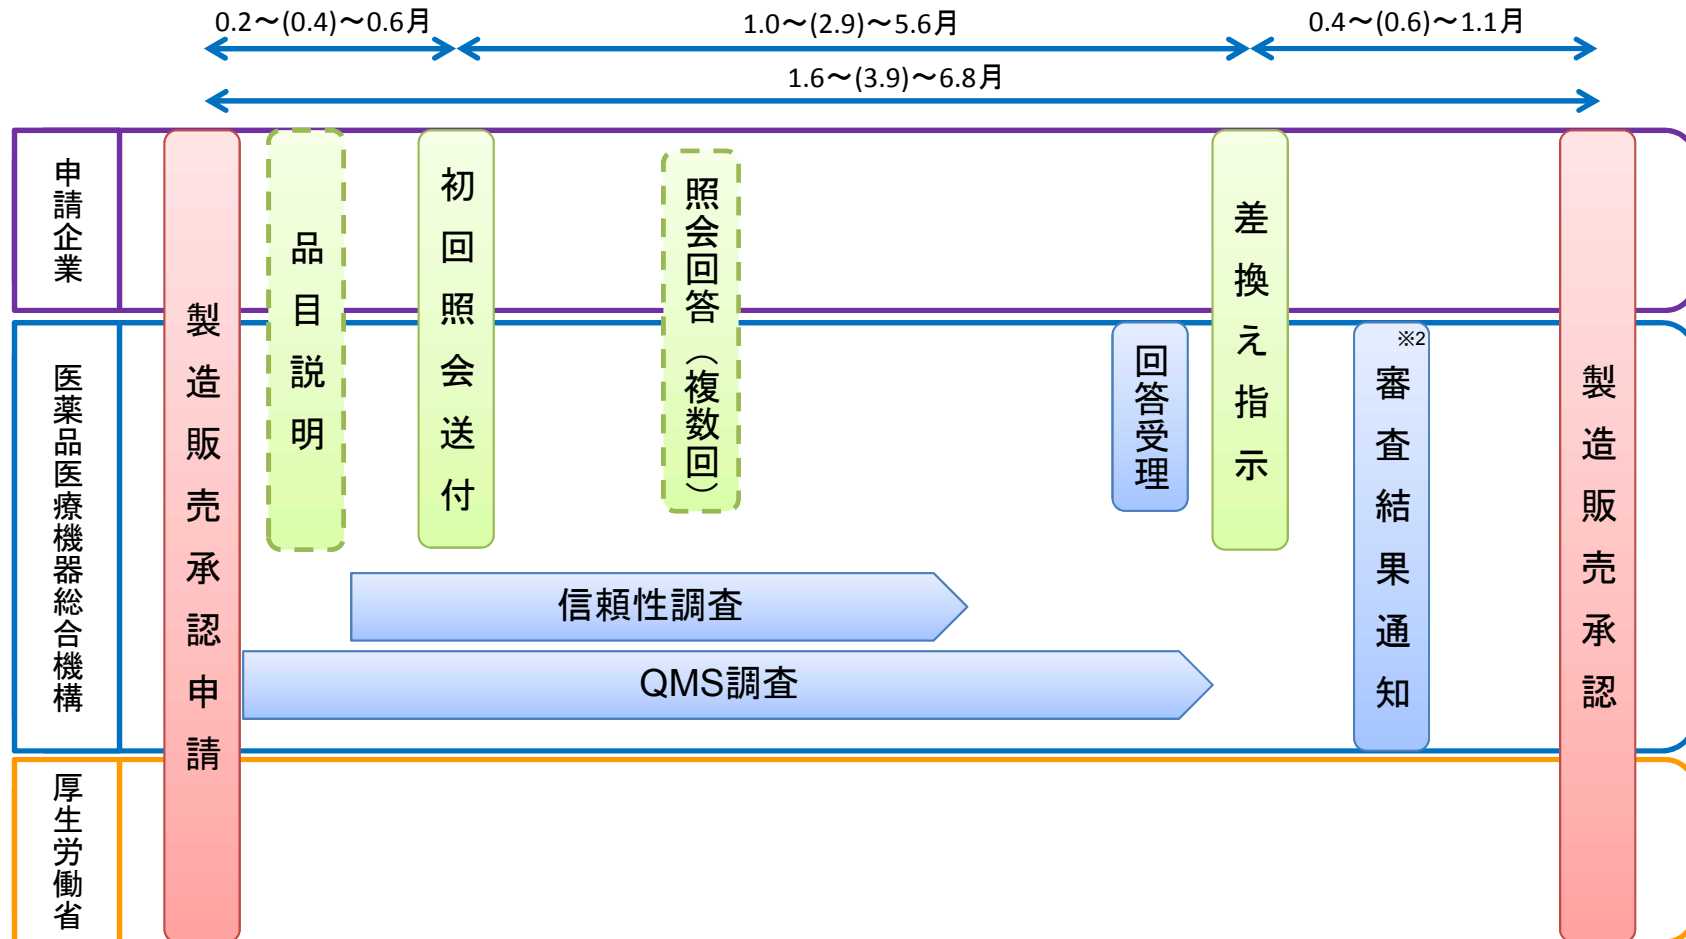 0.2～(0.4)～0.6月
1.0～(2.9)～5.6月
0.4～(0.6)～1.1月
1.6～(3.9)～6.8月
申請企業
医薬品医療機器総合機構
厚生労働省
製造販売承認申請
品目説明
初回照会送付
照会回答（複数回）
回答受理
差換え指示
※2
審査結果通知
製造販売承認
信頼性調査
QMS調査